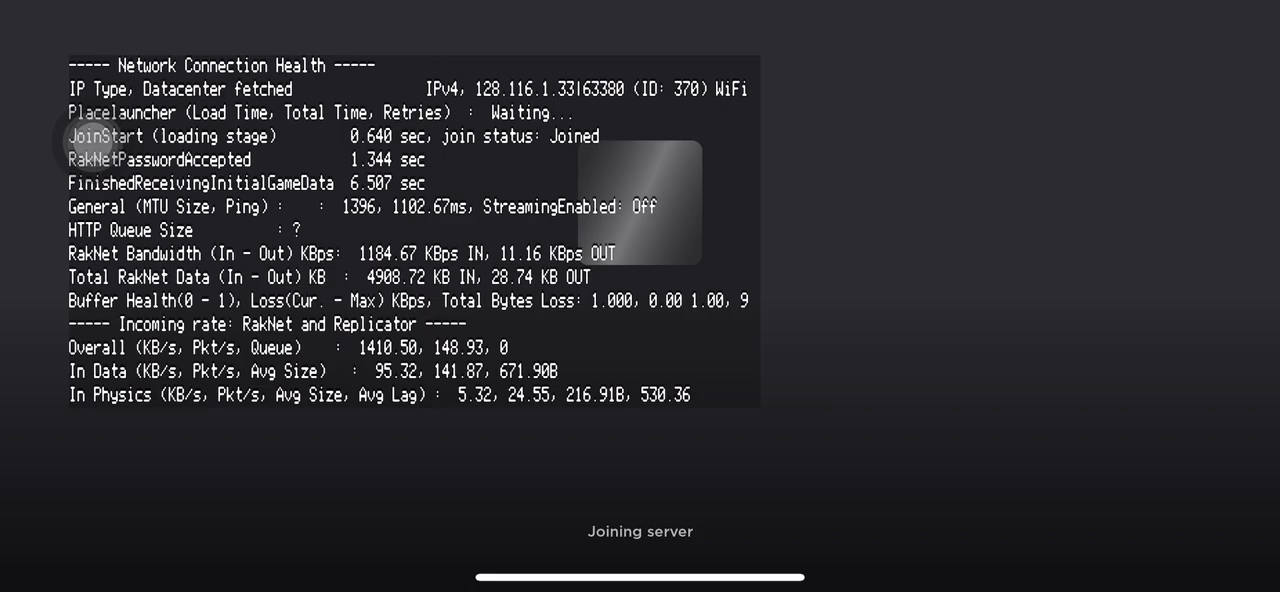 ----- Network Connection Health -----
IP Type, Datacenter fetched IPv4, 128.116.1.33|63380 (ID: 370) WiFi
Placelauncher (Load Time, Total Time, Retries) : Waiting...
JoinStart (loading stage) 0.640 sec, join status: Joined
RakNetPasswordAccepted 1.344 sec
FinishedReceivingInitialGameData 6.507 sec
General (MTU Size, Ping) : : 1396, 1102.67ms, StreamingEnabled: Off
HTTP Queue Size : ?
RakNet Bandwidth (In - Out) KBps: 1184.67 KBps IN, 11.16 KBps OUT
Total RakNet Data (In - Out) KB : 4908.72 KB IN, 28.74 KB OUT
Buffer Health(0 - 1), Loss(Cur. - Max) KBps, Total Bytes Loss: 1.000, 0.00 1.00, 9
----- Incoming rate: RakNet and Replicator -----
Overall (KB/s, Pkt/s, Queue) : 1410.50, 148.93, 0
In Data (KB/s, Pkt/s, Avg Size) : 95.32, 141.87, 671.90B
In Physics (KB/s, Pkt/s, Avg Size, Avg Lag) : 5.32, 24.55, 216.91B, 530.36
Joining server